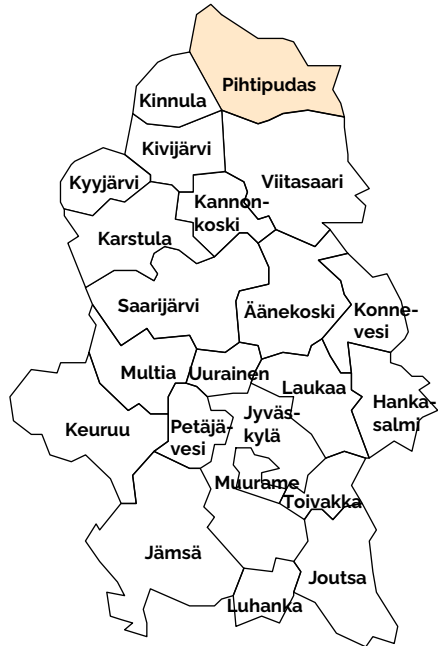 Pihtipudas
Kinnula
Kivijärvi
Kyyjärvi
Viitasaari
Kannon-
koski
Karstula
Saarijärvi
Äänekoski
Konne-
vesi
Multia
Uurainen
Laukaa
Hanka-
salmi
Keuruu
Petäjä-
vesi
Jyväs-
kylä
Muurame
Toivakka
Jämsä
Joutsa
Luhanka